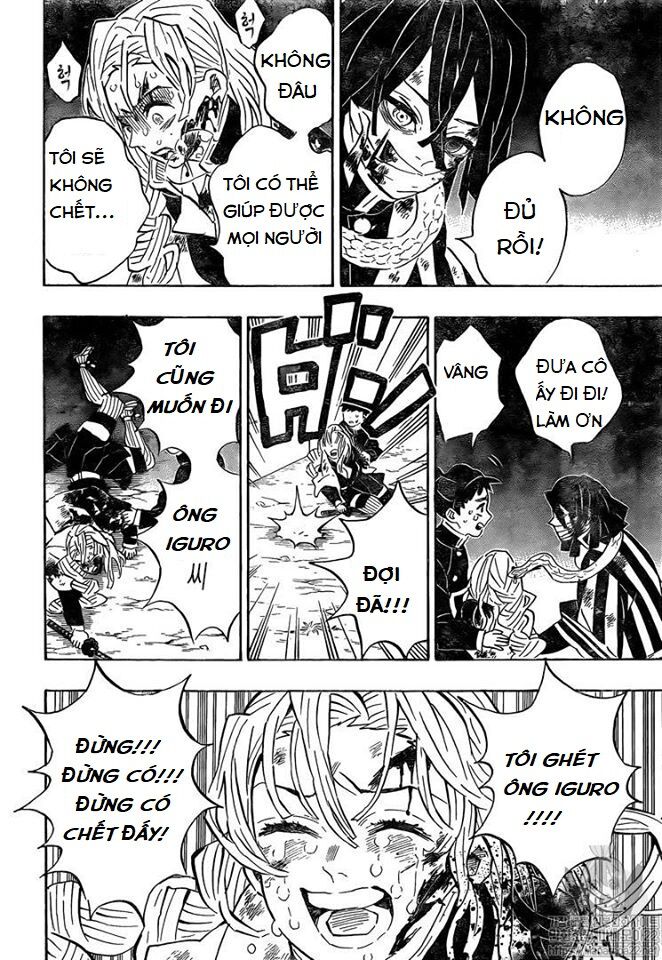 KHÔNG
ĐỦ
RỒI!
KHÔNG
ĐÂU
TÔI CÓ THỂ
GIÚP ĐƯỢC
MỌI NGƯỜI
TÔI SẼ
KHÔNG
CHẾT...
헉
헉
ĐƯA CÔ
ẤY ĐI ĐI!
LÀM ƠN
VÂNG
ĐỢI
ĐÃ!!!
TÔI
CŨNG
MUỐN ĐI
ÔNG
IGURO
!!!
TÔI GHÉT
ÔNG IGURO
!!!!
ĐỪNG!!!
ĐỪNG CÓ!!!
ĐỪNG CÓ
CHẾT ĐẤY!